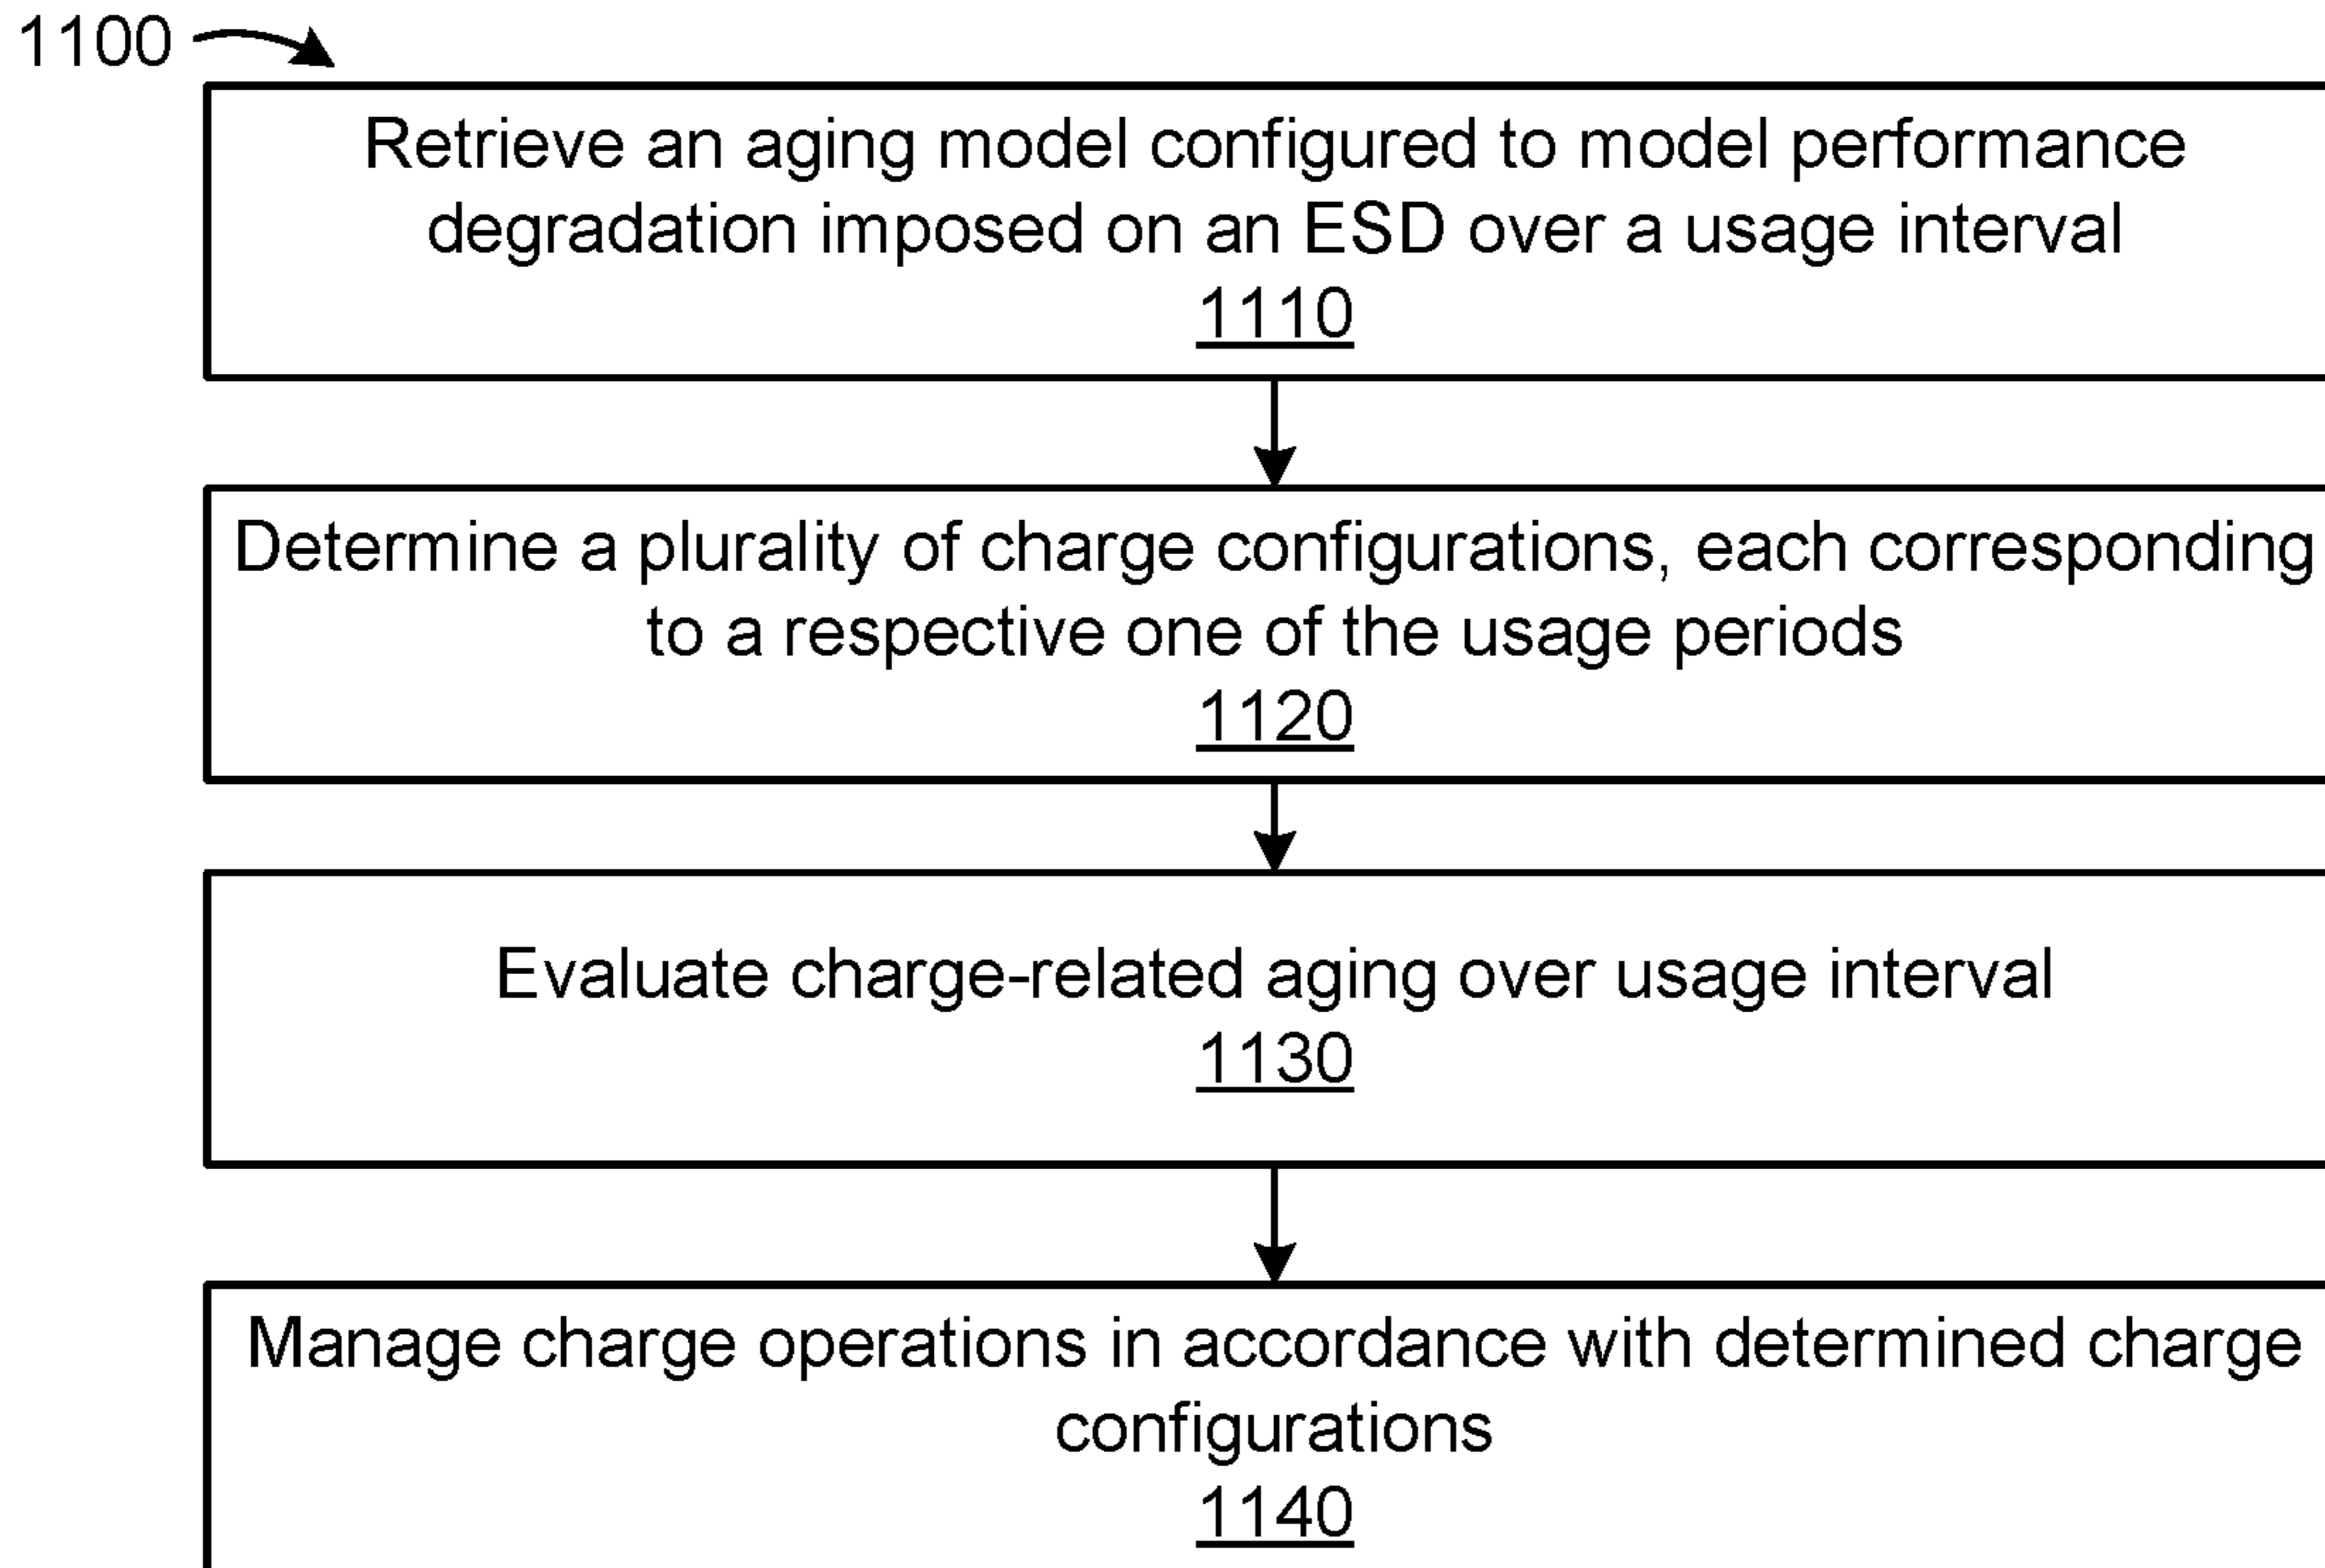 1100
Retrieve an aging model configured to model performance
degradation imposed on an ESD over a usage interval
1110
Determine a plurality of charge configurations, each corresponding
to a respective one of the usage periods
1120
Evaluate charge-related aging over usage interval
1130
Manage charge operations in accordance with determined charge
configurations
1140